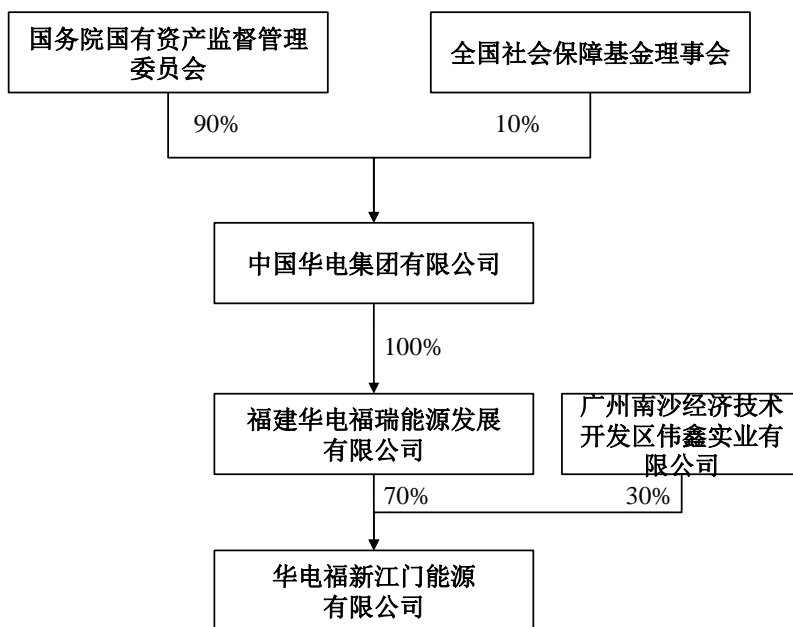 国务院国有资产监督管理
委员会
全国社会保障基金理事会
90%
10%
中国华电集团有限公司
100%
福建华电福瑞能源发展
有限公司
广州南沙经济技术
开发区伟鑫实业有
限公司
70%
30%
华电福新江门能源
有限公司